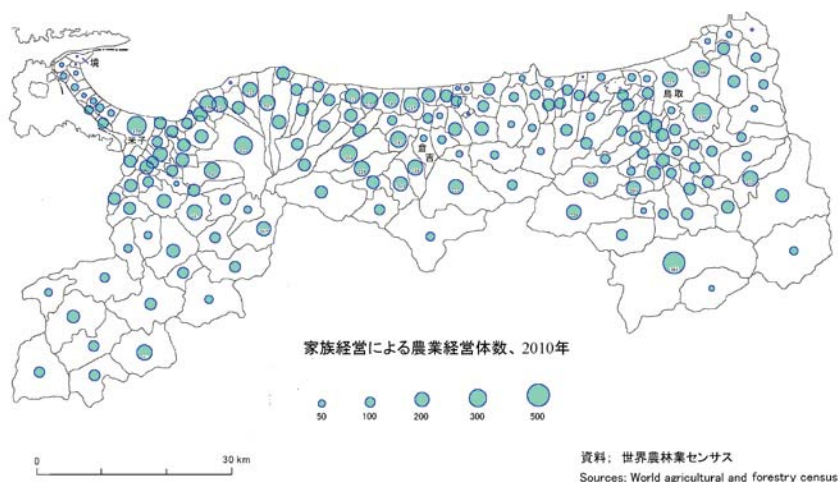 境
米子
倉吉
鳥取
家族経営による農業経営体数、2010年
50
100
200
300
500
0
30 km
資料; 世界農林業センサス
Sources: World agricultural and forestry census